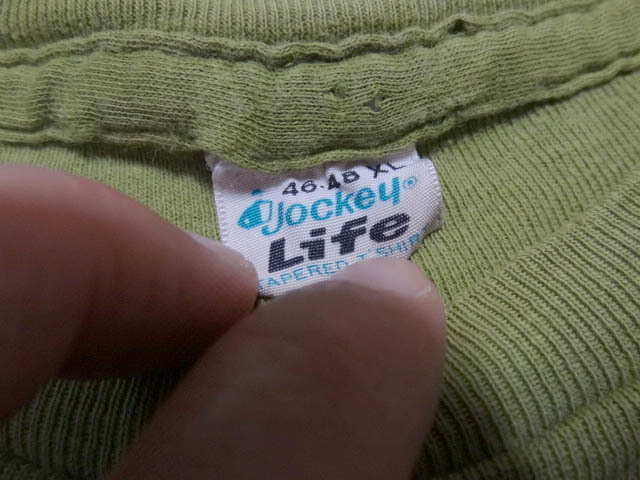 46-48 XL
Jockey®
Life
TAPERED T'SHIRT